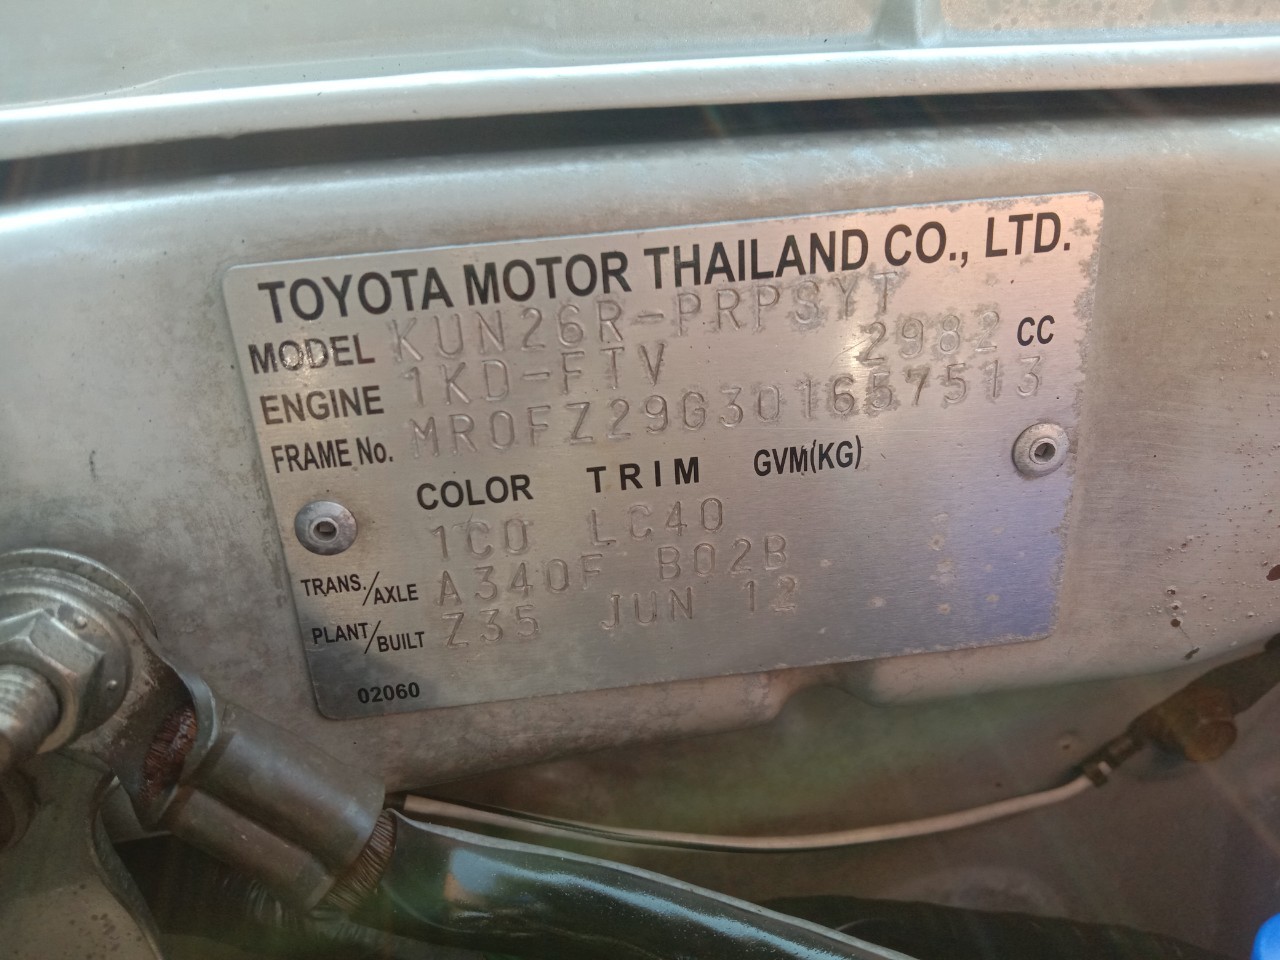 TOYOTA MOTOR THAILAND CO., LTD.
MODEL KUN26R-PRPSYT
ENGINE 1KD-FTV 2982 CC
FRAME No. MR0FZ29G301657513
COLOR TRIM GVM(KG)
1C0 LC40
TRANS./AXLE A340F B02B
PLANT/BUILT Z35 JUN 12
02060